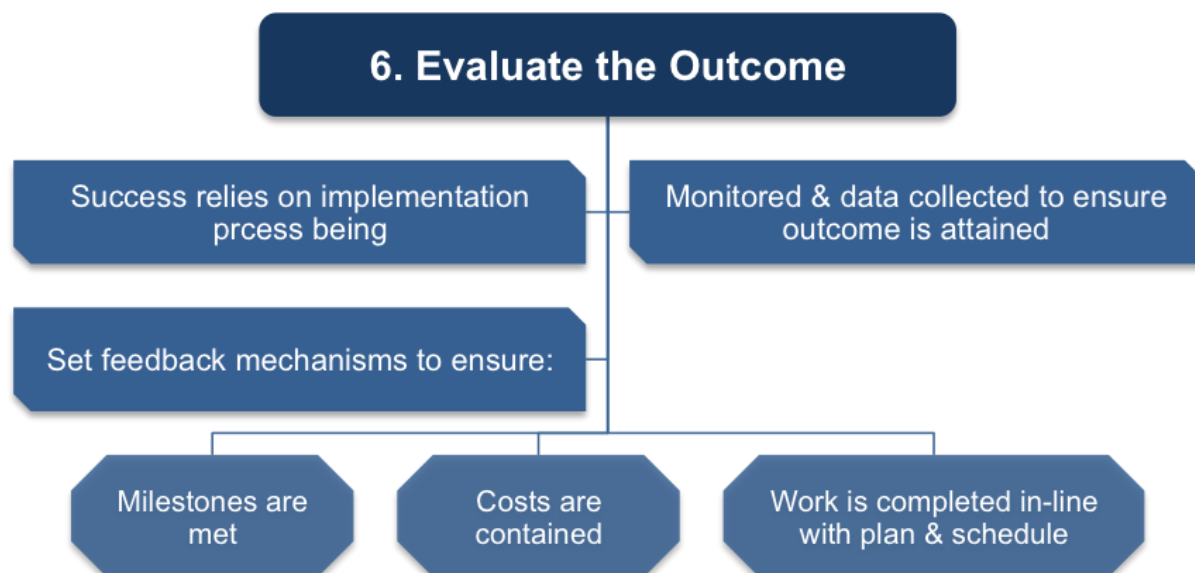 6. Evaluate the Outcome
Success relies on implementation
prcess being
Monitored & data collected to ensure
outcome is attained
Set feedback mechanisms to ensure:
Milestones are
met
Costs are
contained
Work is completed in-line
with plan & schedule